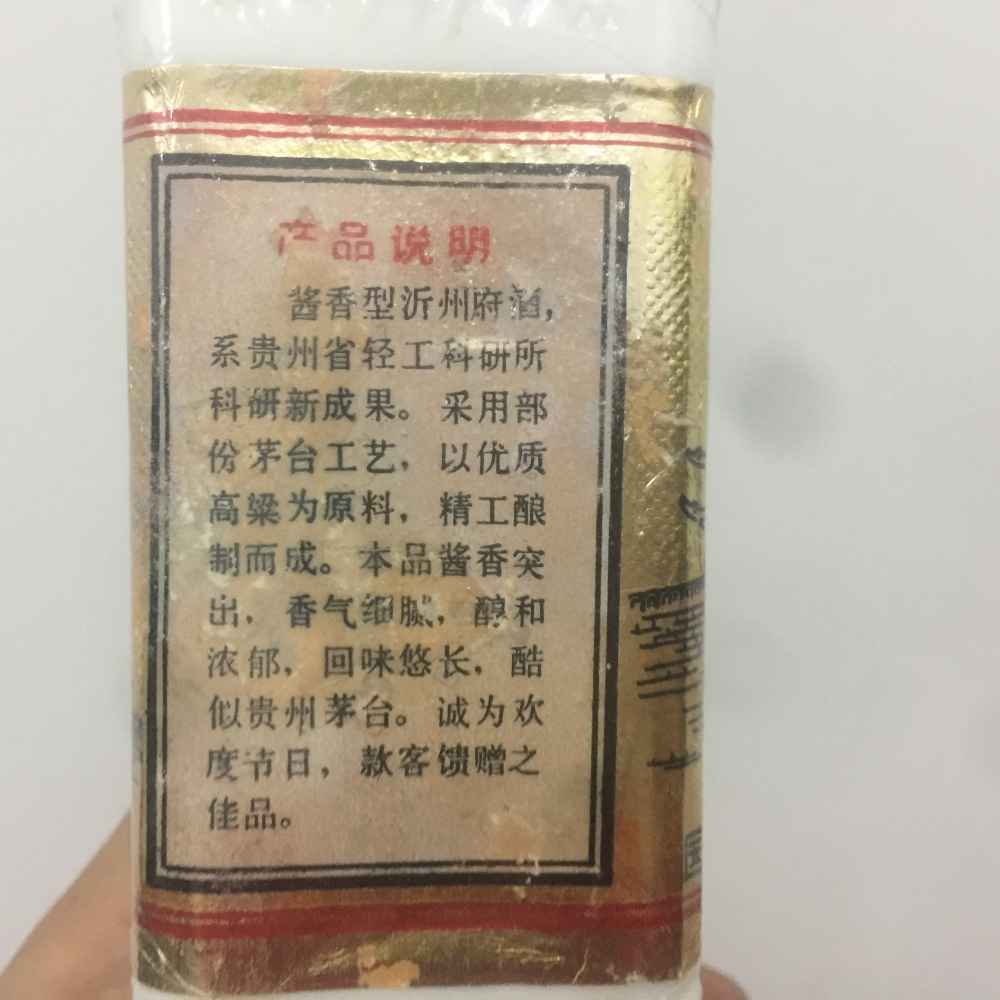 产品说明
酱香型沂州府酒，
系贵州省轻工科研所
科研新成果。采用部
份茅台工艺，以优质
高粱为原料，精工酿
制而成。本品酱香突
出，香气细腻，醇和
浓郁，回味悠长，酷
似贵州茅台。诚为欢
度节日，款客馈赠之
佳品。